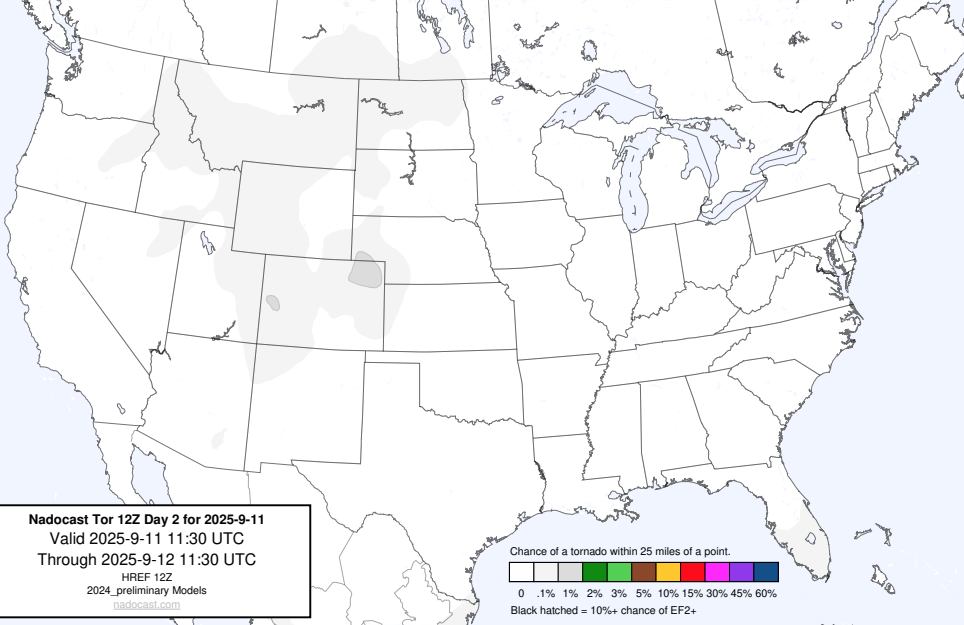 Nadocast Tor 12Z Day 2 for 2025-9-11
Valid 2025-9-11 11:30 UTC
Through 2025-9-12 11:30 UTC
HREF 12Z
2024_preliminary Models
nadocast.com
Chance of a tornado within 25 miles of a point.
0 .1% 1% 2% 3% 5% 10% 15% 30% 45% 60%
Black hatched = 10%+ chance of EF2+